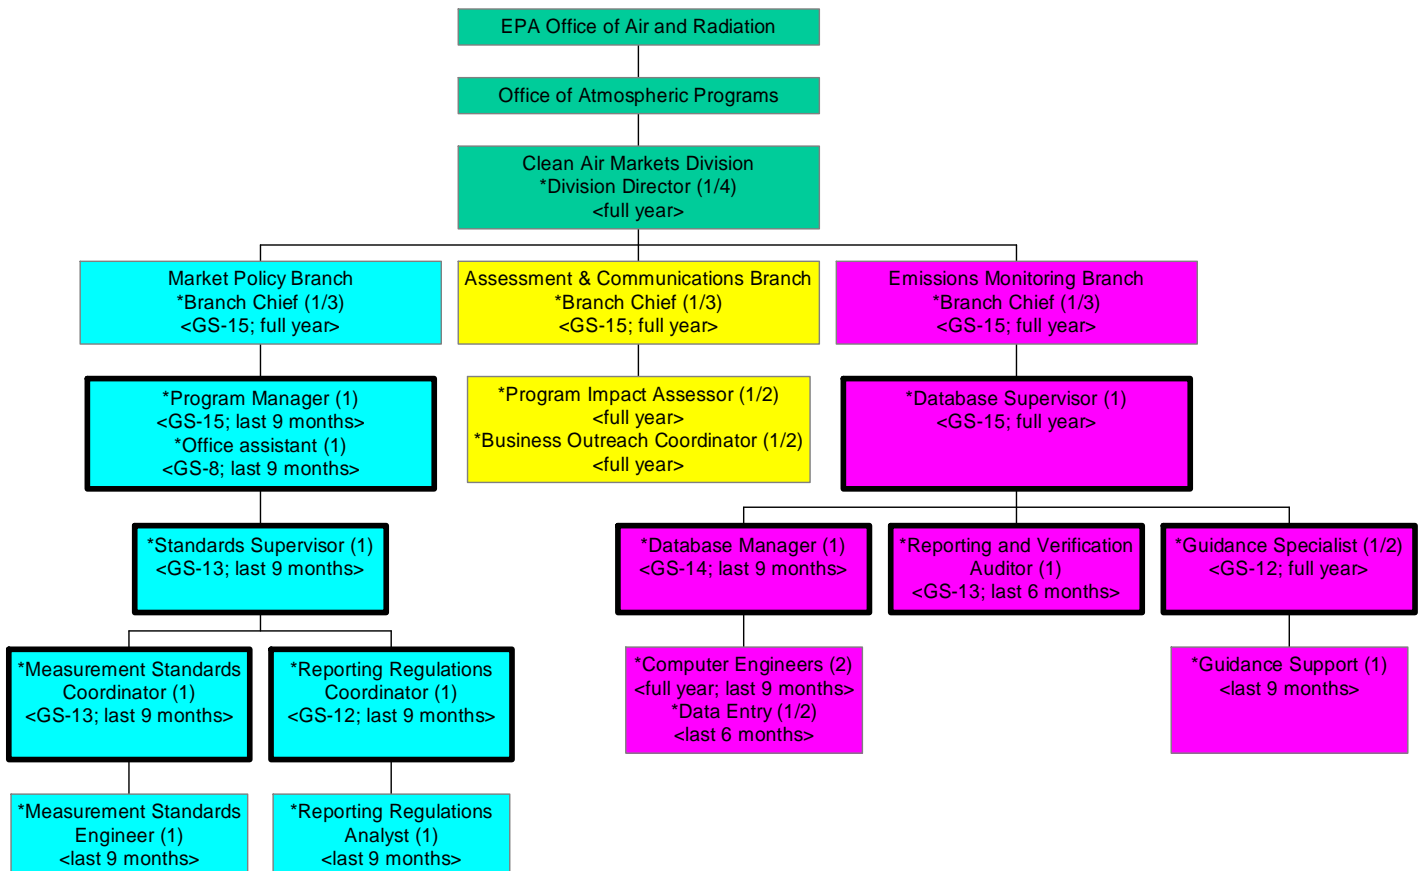 EPA Office of Air and Radiation
Office of Atmospheric Programs
Clean Air Markets Division
*Division Director (1/4)
<full year>
Market Policy Branch
*Branch Chief (1/3)
<GS-15; full year>
Assessment & Communications Branch
*Branch Chief (1/3)
<GS-15; full year>
Emissions Monitoring Branch
*Branch Chief (1/3)
<GS-15; full year>
*Program Manager (1)
<GS-15; last 9 months>
*Office assistant (1)
<GS-8; last 9 months>
*Program Impact Assessor (1/2)
<full year>
*Business Outreach Coordinator (1/2)
<full year>
*Database Supervisor (1)
<GS-15; full year>
*Standards Supervisor (1)
<GS-13; last 9 months>
*Database Manager (1)
<GS-14; last 9 months>
*Reporting and Verification
Auditor (1)
<GS-13; last 6 months>
*Guidance Specialist (1/2)
<GS-12; full year>
*Measurement Standards
Coordinator (1)
<GS-13; last 9 months>
*Reporting Regulations
Coordinator (1)
<GS-12; last 9 months>
*Computer Engineers (2)
<full year; last 9 months>
*Data Entry (1/2)
<last 6 months>
*Guidance Support (1)
<last 9 months>
*Measurement Standards
Engineer (1)
<last 9 months>
*Reporting Regulations
Analyst (1)
<last 9 months>